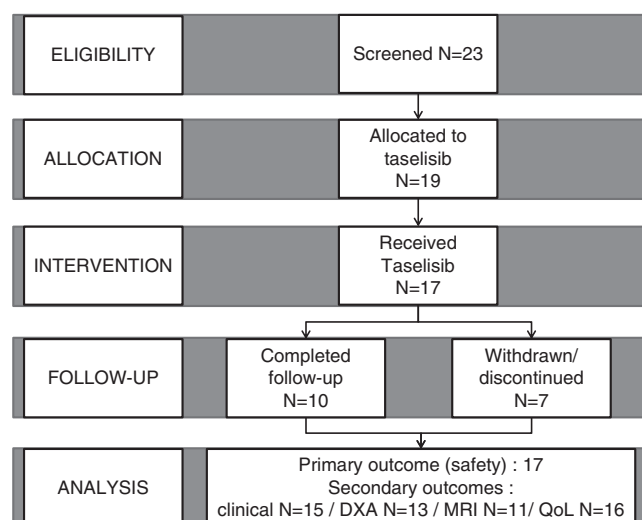 ELIGIBILITY
Screened N=23
ALLOCATION
Allocated to
taselisib
N=19
INTERVENTION
Received
Taselisib
N=17
FOLLOW-UP
Completed
follow-up
N=10
Withdrawn/
discontinued
N=7
ANALYSIS
Primary outcome (safety) : 17
Secondary outcomes :
clinical N=15 / DXA N=13 / MRI N=11/ QoL N=16